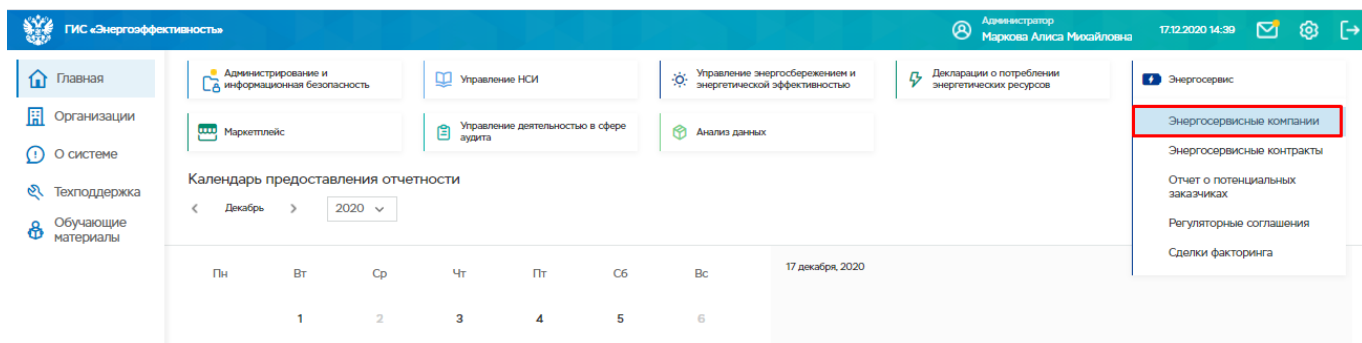 ГИС «Энергоэффективность»
Администратор
Маркова Алиса Михайловна
17.12.2020 14:39
Главная
Организации
О системе
Техподдержка
Обучающие
материалы
Администрирование и
информационная безопасность
Управление НСИ
Управление энергосбережением и
энергетической эффективностью
Декларации о потреблении
энергетических ресурсов
Энергосервис
Маркетплейс
Управление деятельностью в сфере
аудита
Анализ данных
Энергосервисные компании
Энергосервисные контракты
Отчет о потенциальных
заказчиках
Регуляторные соглашения
Сделки факторинга
Календарь предоставления отчетности
Декабрь 2020
Пн Вт Ср Чт Пт Сб Вс
1 2 3 4 5 6
17 декабря, 2020